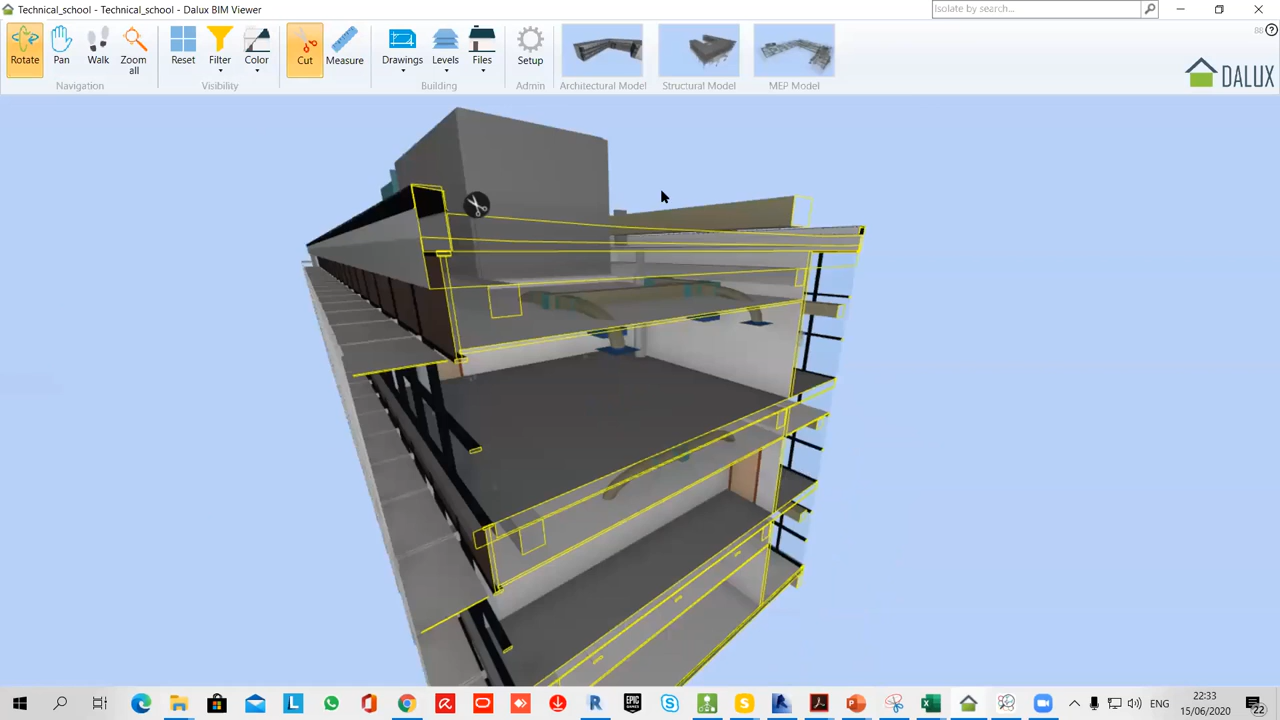 Technical_school - Technical_school - Dalux BIM Viewer
Isolate by search...
Rotate
Pan
Walk
Zoom all
Reset
Filter
Color
Cut
Measure
Drawings
Levels
Files
Setup
Navigation
Visibility
Building
Admin
Architectural Model
Structural Model
MEP Model
DALUX
EPIC
GAMES
ENG
22:33
15/06/2020
22